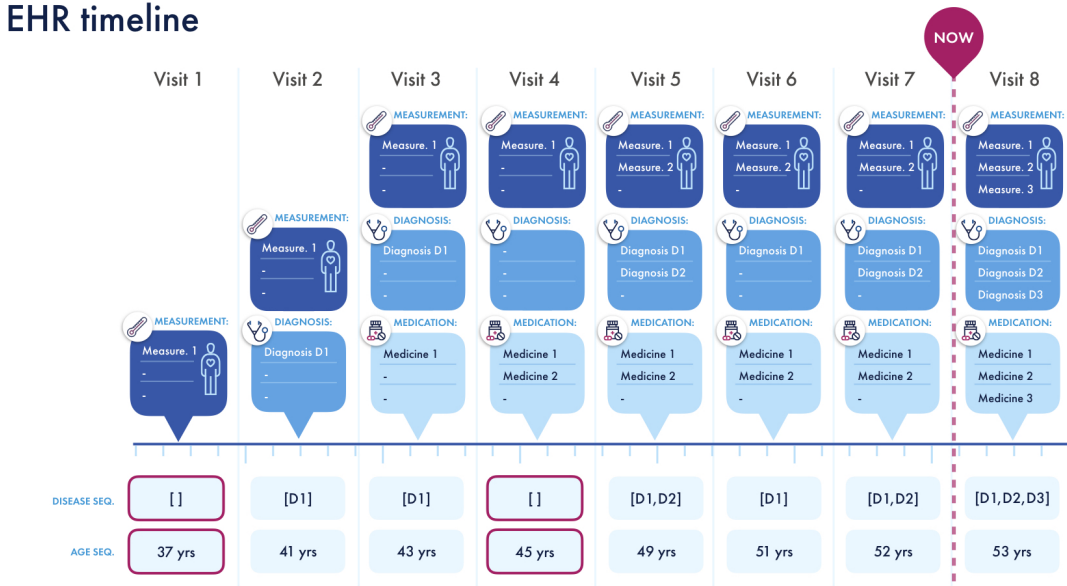 EHR timeline
NOW
Visit 1
Visit 2
Visit 3
Visit 4
Visit 5
Visit 6
Visit 7
Visit 8
MEASUREMENT:
Measure. 1
-
-
MEASUREMENT:
Measure. 1
-
-
DIAGNOSIS:
Diagnosis D1
-
-
MEASUREMENT:
Measure. 1
-
-
DIAGNOSIS:
Diagnosis D1
-
-
MEDICATION:
Medicine 1
-
-
MEASUREMENT:
Measure. 1
-
-
DIAGNOSIS:
-
-
-
MEDICATION:
Medicine 1
Medicine 2
-
MEASUREMENT:
Measure. 1
Measure. 2
-
DIAGNOSIS:
Diagnosis D1
Diagnosis D2
-
MEDICATION:
Medicine 1
Medicine 2
-
MEASUREMENT:
Measure. 1
Measure. 2
-
DIAGNOSIS:
Diagnosis D1
-
-
MEDICATION:
Medicine 1
Medicine 2
-
MEASUREMENT:
Measure. 1
Measure. 2
-
DIAGNOSIS:
Diagnosis D1
Diagnosis D2
-
MEDICATION:
Medicine 1
Medicine 2
-
MEASUREMENT:
Measure. 1
Measure. 2
Measure. 3
DIAGNOSIS:
Diagnosis D1
Diagnosis D2
Diagnosis D3
MEDICATION:
Medicine 1
Medicine 2
Medicine 3
DISEASE SEQ.
[ ]
[D1]
[D1]
[ ]
[D1,D2]
[D1]
[D1,D2]
[D1,D2,D3]
AGE SEQ.
37 yrs
41 yrs
43 yrs
45 yrs
49 yrs
51 yrs
52 yrs
53 yrs